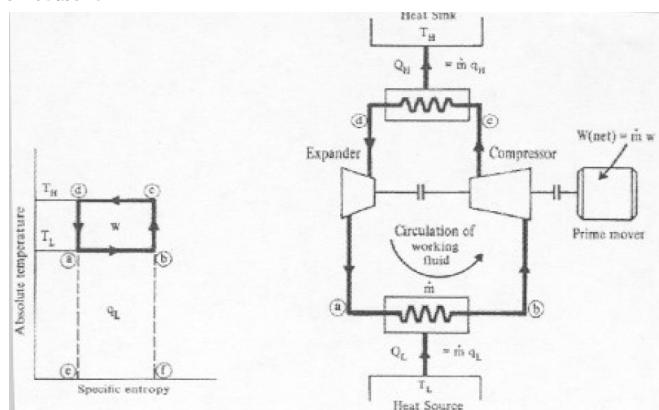 Heat Sink
T_H
Q_H = ṁ q_H
d
c
Expander
Compressor
W(net) = ṁ w
Prime mover
Circulation of
working
fluid
ṁ
a
b
Q_L = ṁ q_L
T_L
Heat Source
Absolute temperature
T_H
d
c
w
T_L
a
b
q_L
e
f
Specific entropy